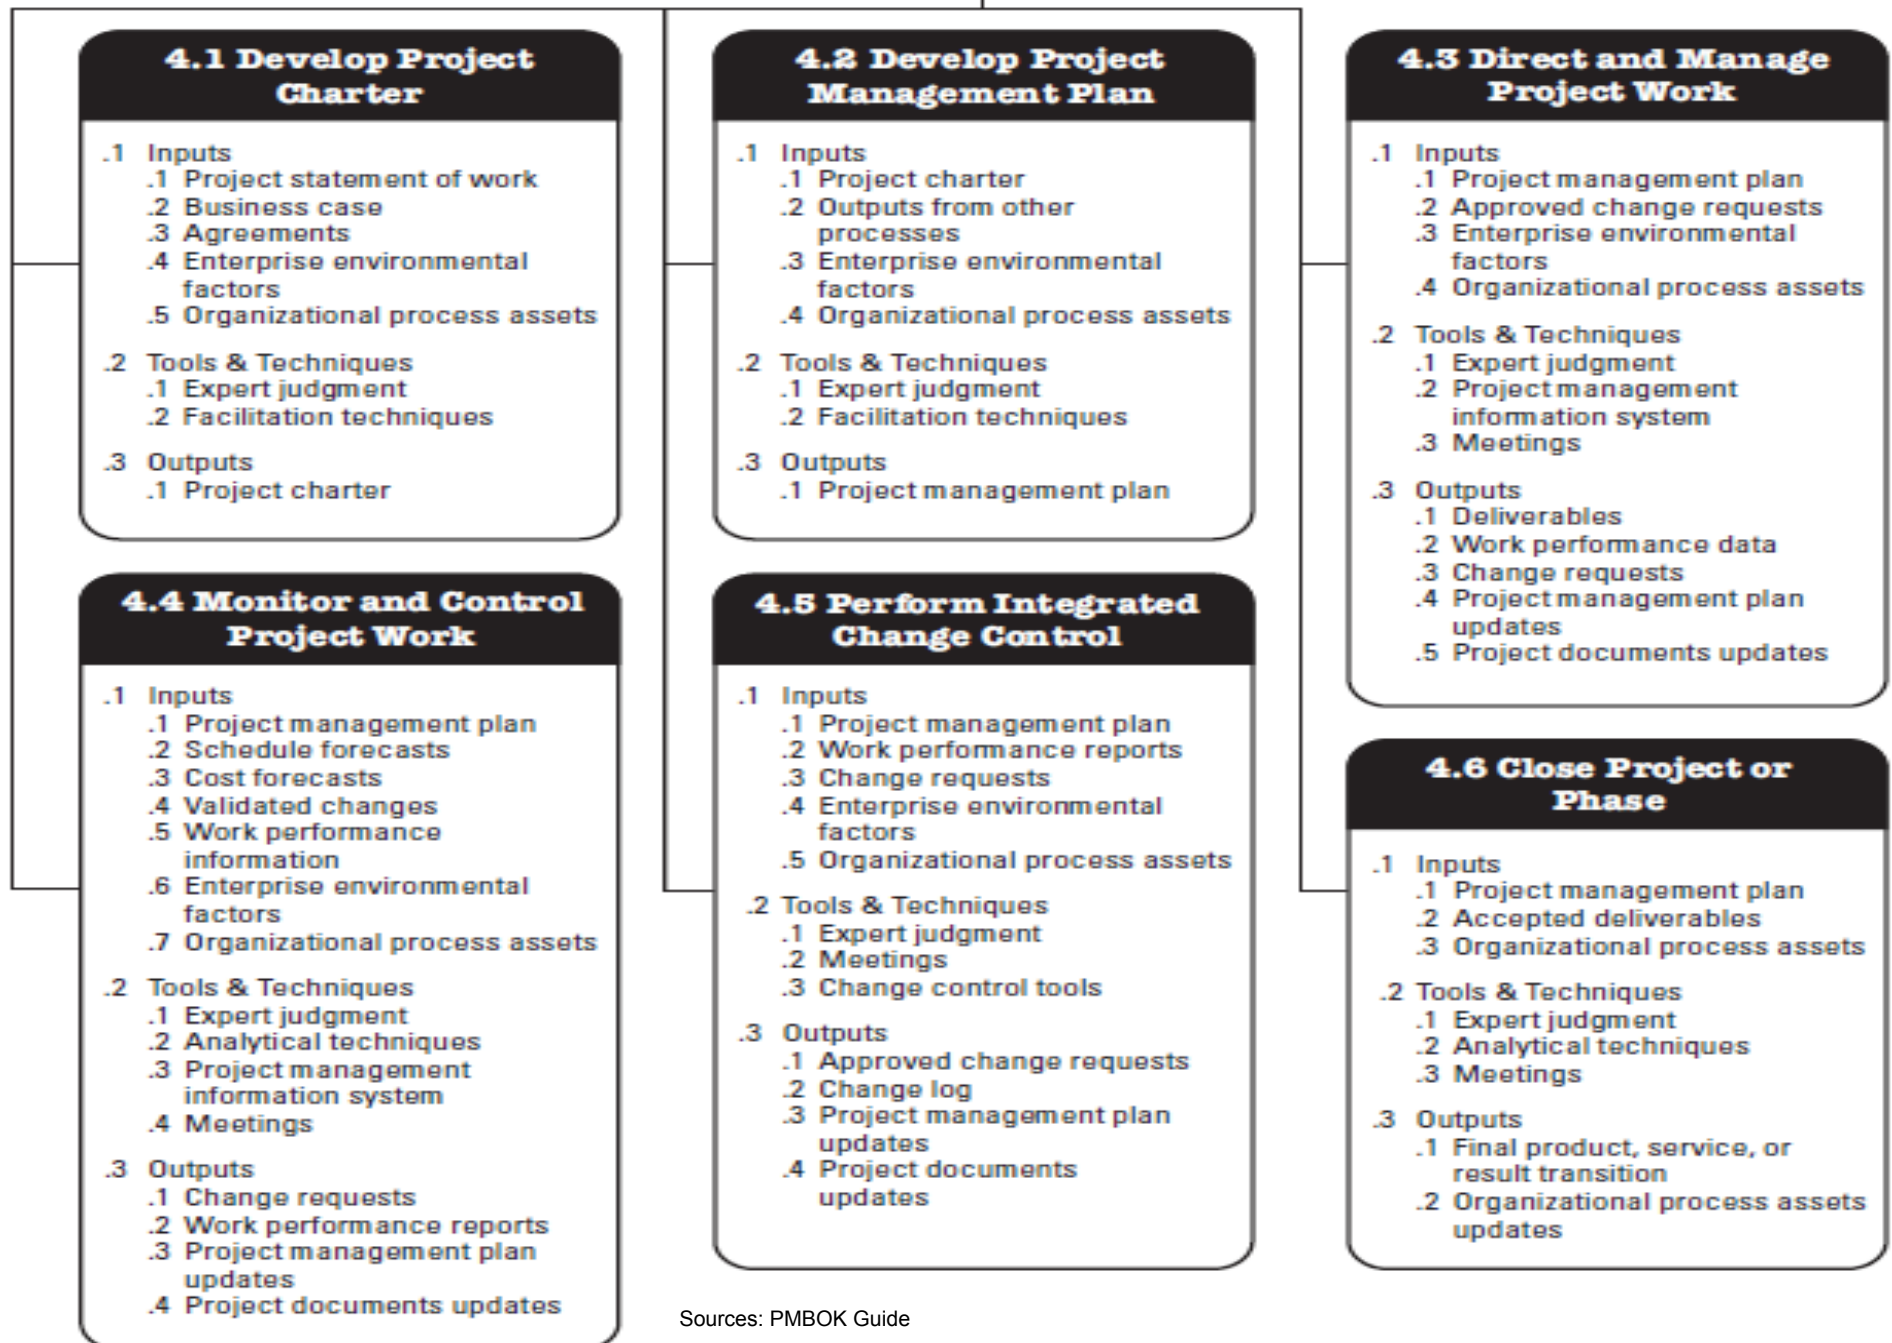 4.1 Develop Project
Charter
.1 Inputs
.1 Project statement of work
.2 Business case
.3 Agreements
.4 Enterprise environmental
factors
.5 Organizational process assets
.2 Tools & Techniques
.1 Expert judgment
.2 Facilitation techniques
.3 Outputs
.1 Project charter
4.2 Develop Project
Management Plan
.1 Inputs
.1 Project charter
.2 Outputs from other
processes
.3 Enterprise environmental
factors
.4 Organizational process assets
.2 Tools & Techniques
.1 Expert judgment
.2 Facilitation techniques
.3 Outputs
.1 Project management plan
4.3 Direct and Manage
Project Work
.1 Inputs
.1 Project management plan
.2 Approved change requests
.3 Enterprise environmental
factors
.4 Organizational process assets
.2 Tools & Techniques
.1 Expert judgment
.2 Project management
information system
.3 Meetings
.3 Outputs
.1 Deliverables
.2 Work performance data
.3 Change requests
.4 Project management plan
updates
.5 Project documents updates
4.4 Monitor and Control
Project Work
.1 Inputs
.1 Project management plan
.2 Schedule forecasts
.3 Cost forecasts
.4 Validated changes
.5 Work performance
information
.6 Enterprise environmental
factors
.7 Organizational process assets
.2 Tools & Techniques
.1 Expert judgment
.2 Analytical techniques
.3 Project management
information system
.4 Meetings
.3 Outputs
.1 Change requests
.2 Work performance reports
.3 Project management plan
updates
.4 Project documents updates
4.5 Perform Integrated
Change Control
.1 Inputs
.1 Project management plan
.2 Work performance reports
.3 Change requests
.4 Enterprise environmental
factors
.5 Organizational process assets
.2 Tools & Techniques
.1 Expert judgment
.2 Meetings
.3 Change control tools
.3 Outputs
.1 Approved change requests
.2 Change log
.3 Project management plan
updates
.4 Project documents
updates
4.6 Close Project or
Phase
.1 Inputs
.1 Project management plan
.2 Accepted deliverables
.3 Organizational process assets
.2 Tools & Techniques
.1 Expert judgment
.2 Analytical techniques
.3 Meetings
.3 Outputs
.1 Final product, service, or
result transition
.2 Organizational process assets
updates
Sources: PMBOK Guide